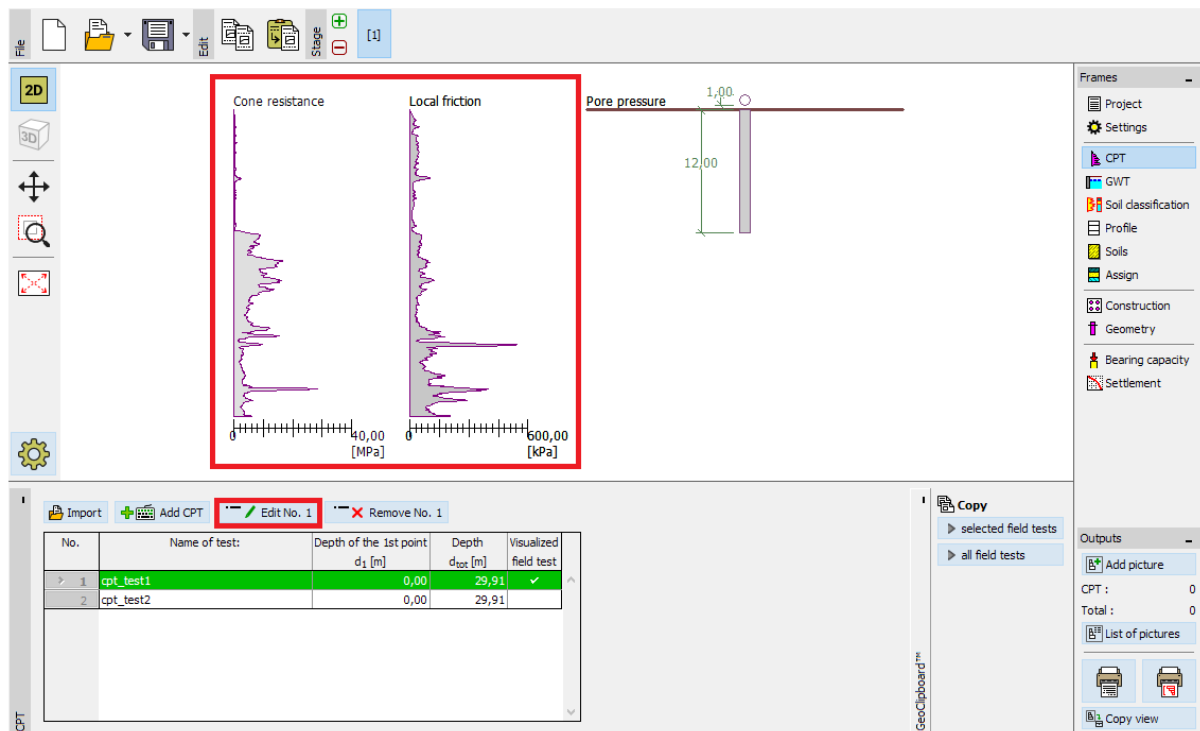 File
Edit
Stage
[1]
2D
3D
Cone resistance
Local friction
Pore pressure
1,00
12,00
0
40,00
[MPa]
0
600,00
[kPa]
Frames
Project
Settings
CPT
GWT
Soil classification
Profile
Soils
Assign
Construction
Geometry
Bearing capacity
Settlement
Import
Add CPT
Edit No. 1
Remove No. 1
No.
Name of test:
Depth of the 1st point
d1 [m]
Depth
dtot [m]
Visualized
field test
1 cpt_test1 0,00 29,91
2 cpt_test2 0,00 29,91
CPT
GeoClipboard™
Copy
selected field tests
all field tests
Outputs
Add picture
CPT : 0
Total : 0
List of pictures
Copy view